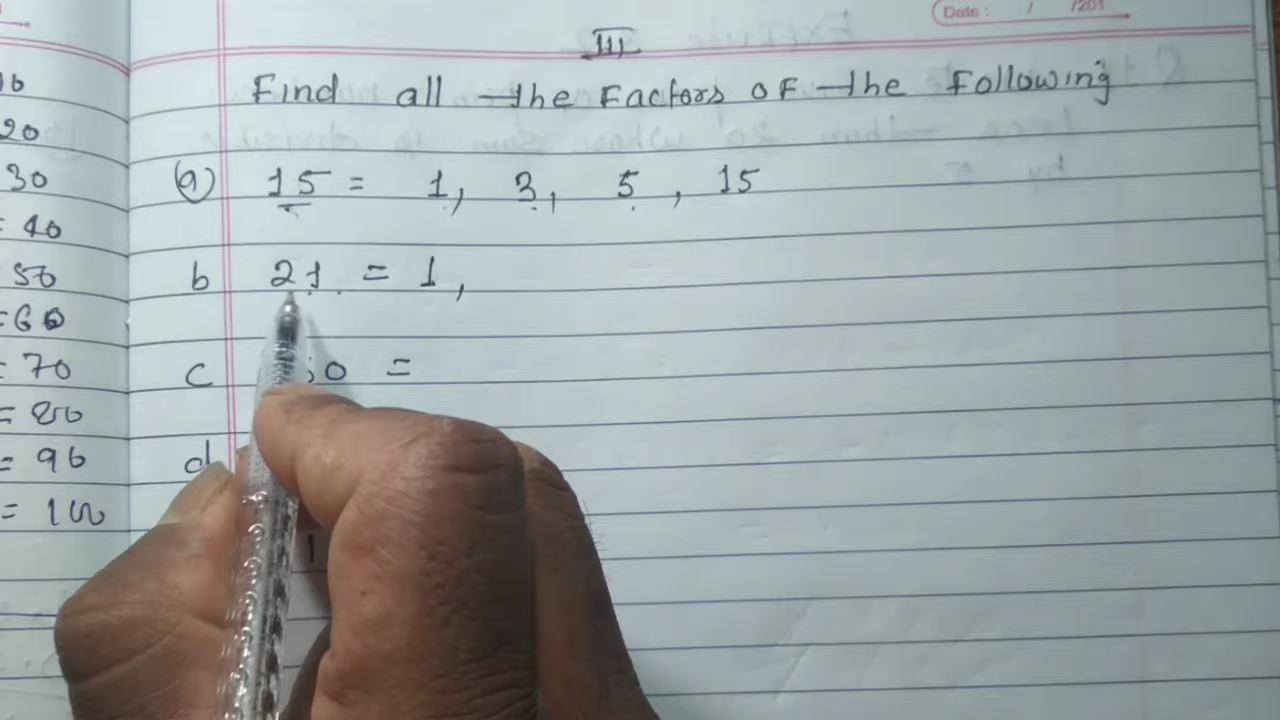 Date : / /201
III
Find all the Factors of the Following
(a) 15 = 1, 3, 5, 15
b 21 = 1,
c 0 =
d
20
30
= 40
50
= 60
= 70
= 80
= 90
= 100